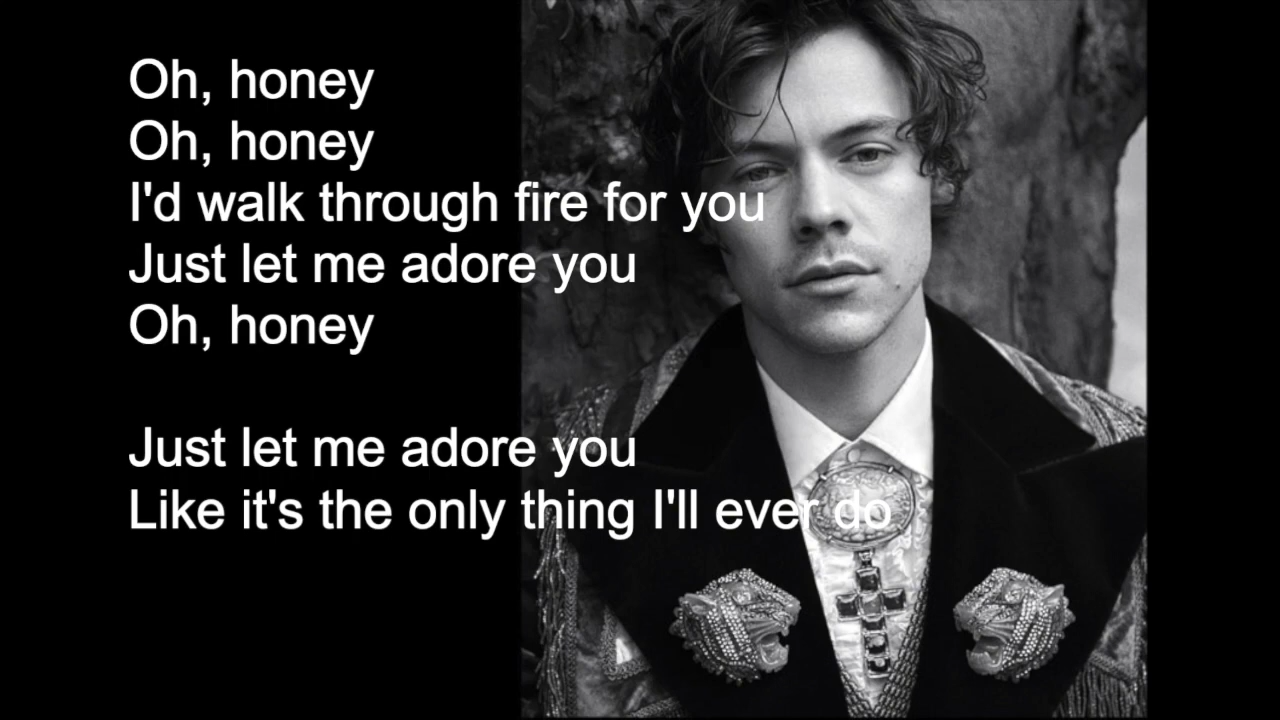 Oh, honey
Oh, honey
I'd walk through fire for you
Just let me adore you
Oh, honey
Just let me adore you
Like it's the only thing I'll ever do